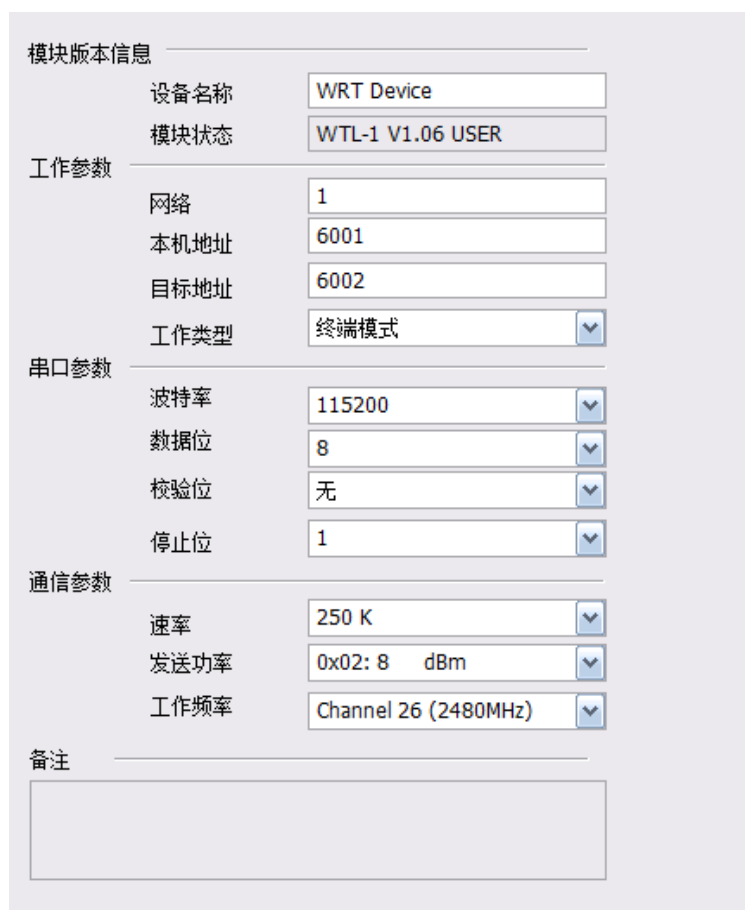 模块版本信息
设备名称 WRT Device
模块状态 WTL-1 V1.06 USER
工作参数
网络 1
本机地址 6001
目标地址 6002
工作类型 终端模式
串口参数
波特率 115200
数据位 8
校验位 无
停止位 1
通信参数
速率 250 K
发送功率 0x02: 8 dBm
工作频率 Channel 26 (2480MHz)
备注